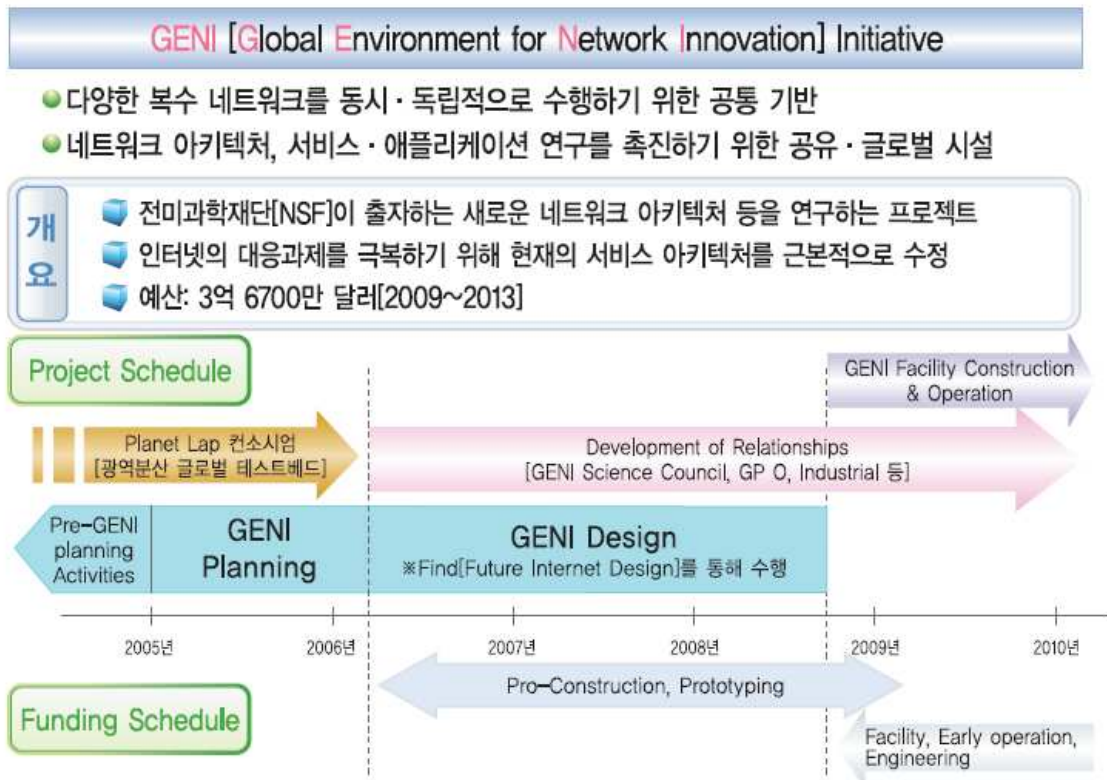 GENI [Global Environment for Network Innovation] Initiative
다양한 복수 네트워크를 동시·독립적으로 수행하기 위한 공통 기반
네트워크 아키텍처, 서비스·애플리케이션 연구를 촉진하기 위한 공유·글로벌 시설
개
요
전미과학재단[NSF]이 출자하는 새로운 네트워크 아키텍처 등을 연구하는 프로젝트
인터넷의 대응과제를 극복하기 위해 현재의 서비스 아키텍처를 근본적으로 수정
예산: 3억 6700만 달러[2009~2013]
Project Schedule
GENI Facility Construction
& Operation
Planet Lap 컨소시엄
[광역분산 글로벌 테스트베드]
Development of Relationships
[GENI Science Council, GP O, Industrial 등]
Pre-GENI
planning
Activities
GENI
Planning
GENI Design
※Find[Future Internet Design]를 통해 수행
2005년
2006년
2007년
2008년
2009년
2010년
Pro-Construction, Prototyping
Funding Schedule
Facility, Early operation,
Engineering